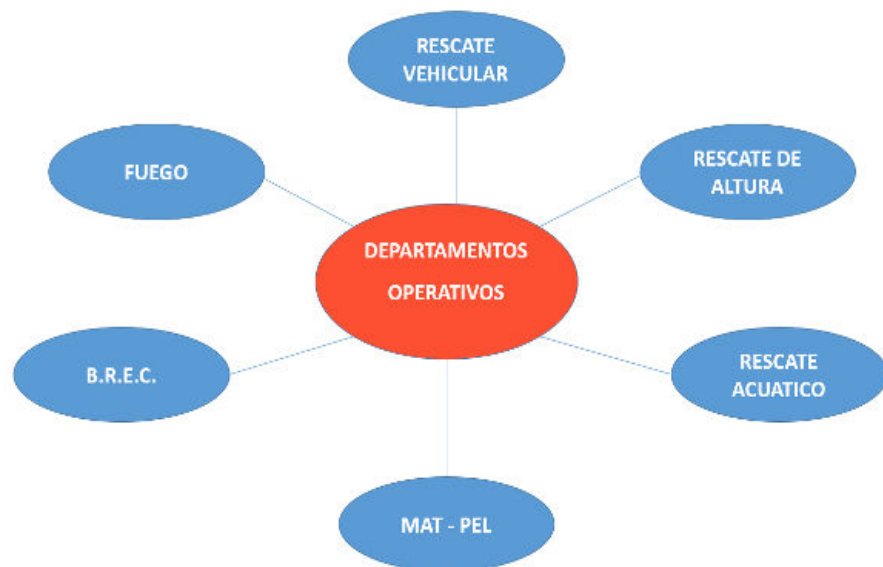 RESCATE
VEHICULAR
FUEGO
RESCATE DE
ALTURA
DEPARTAMENTOS
OPERATIVOS
B.R.E.C.
RESCATE
ACUATICO
MAT - PEL